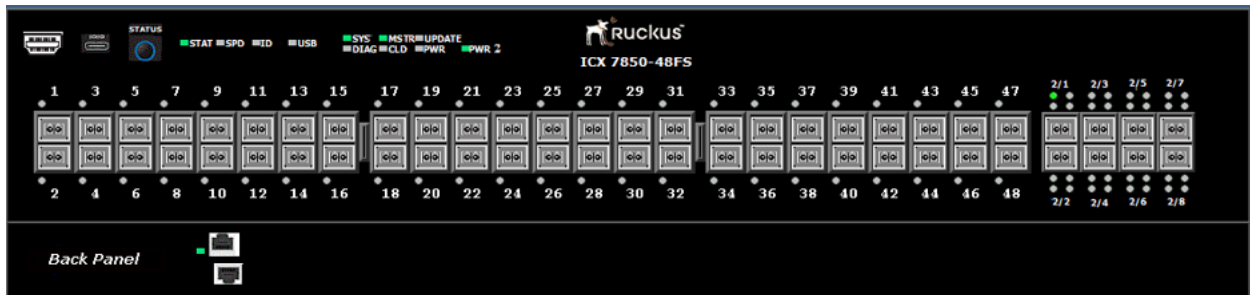 STATUS
STAT SPD ID USB SYS MSTR UPDATE
DIAG CLD PWR PWR 2
Ruckus
ICX 7850-48FS
1 3 5 7 9 11 13 15 17 19 21 23 25 27 29 31 33 35 37 39 41 43 45 47 2/1 2/3 2/5 2/7
2 4 6 8 10 12 14 16 18 20 22 24 26 28 30 32 34 36 38 40 42 44 46 48 2/2 2/4 2/6 2/8
Back Panel